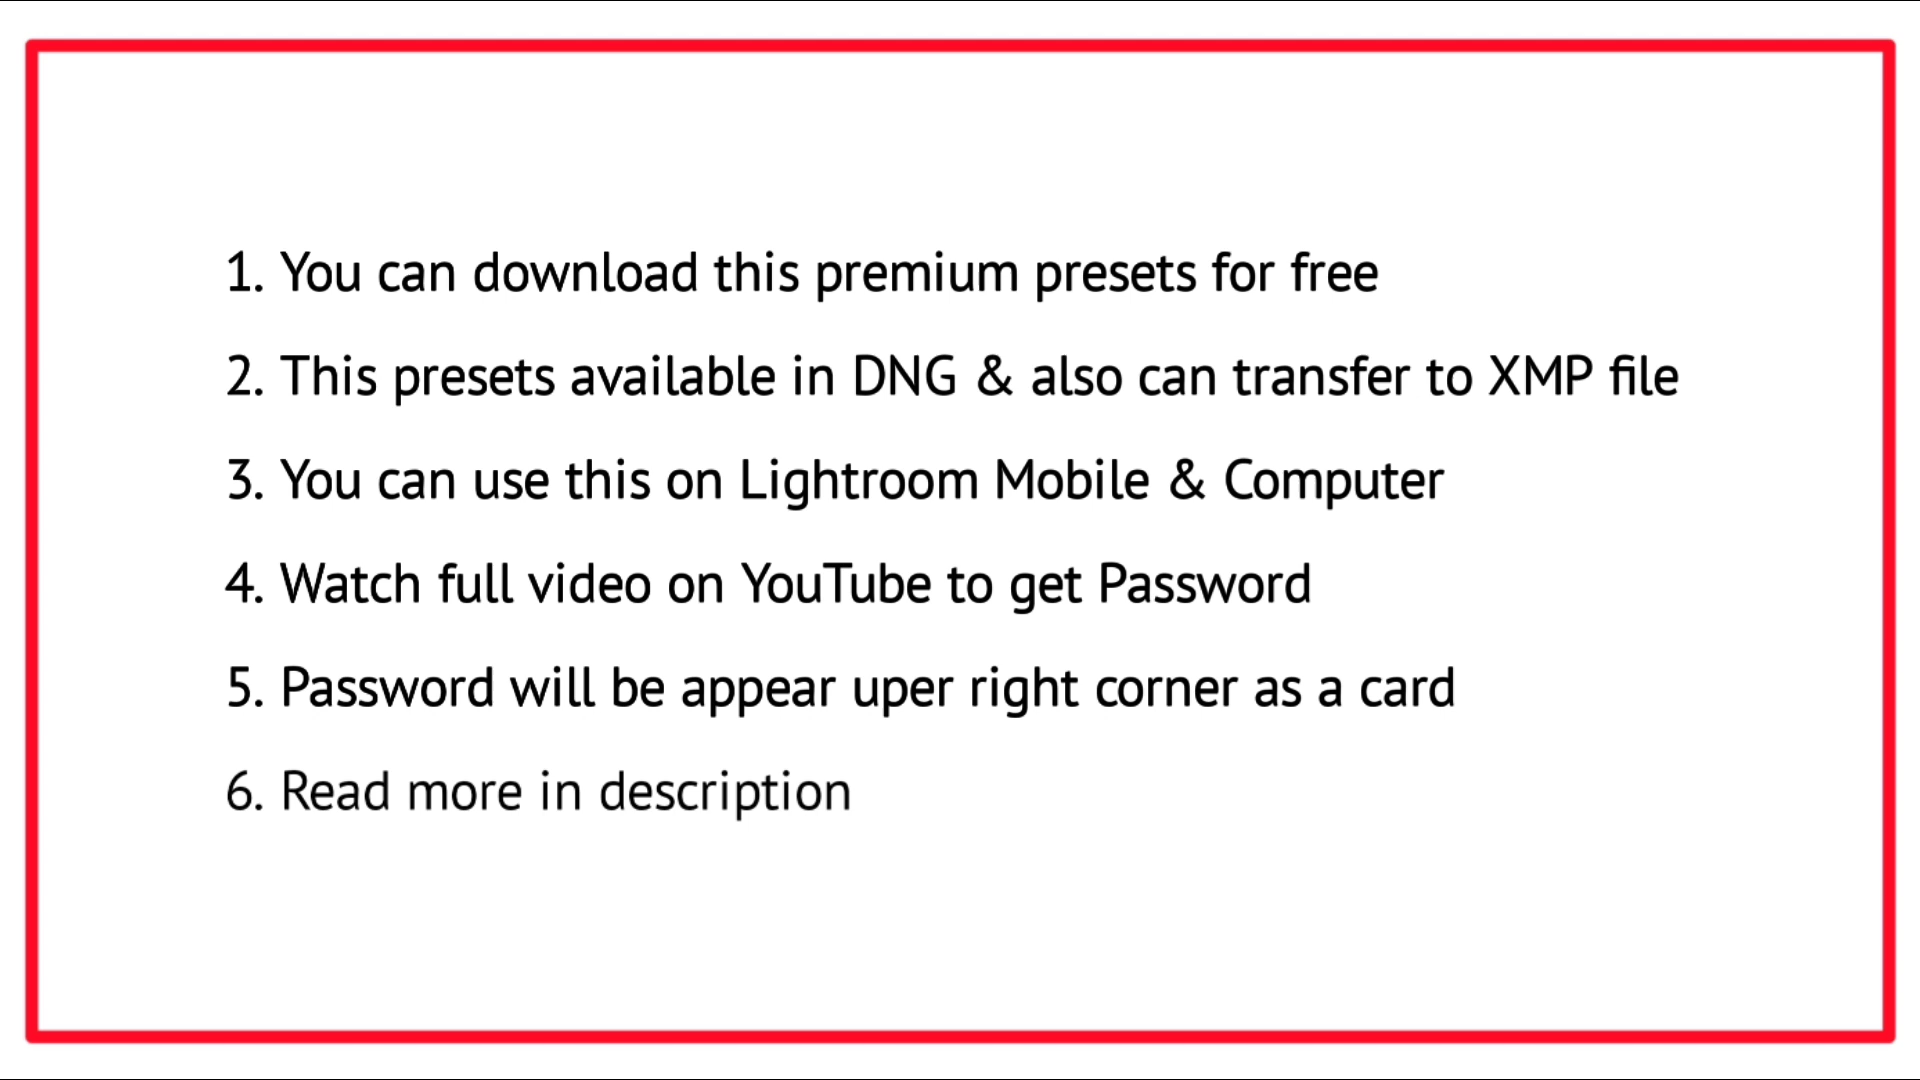 1. You can download this premium presets for free
2. This presets available in DNG & also can transfer to XMP file
3. You can use this on Lightroom Mobile & Computer
4. Watch full video on YouTube to get Password
5. Password will be appear uper right corner as a card
6. Read more in description